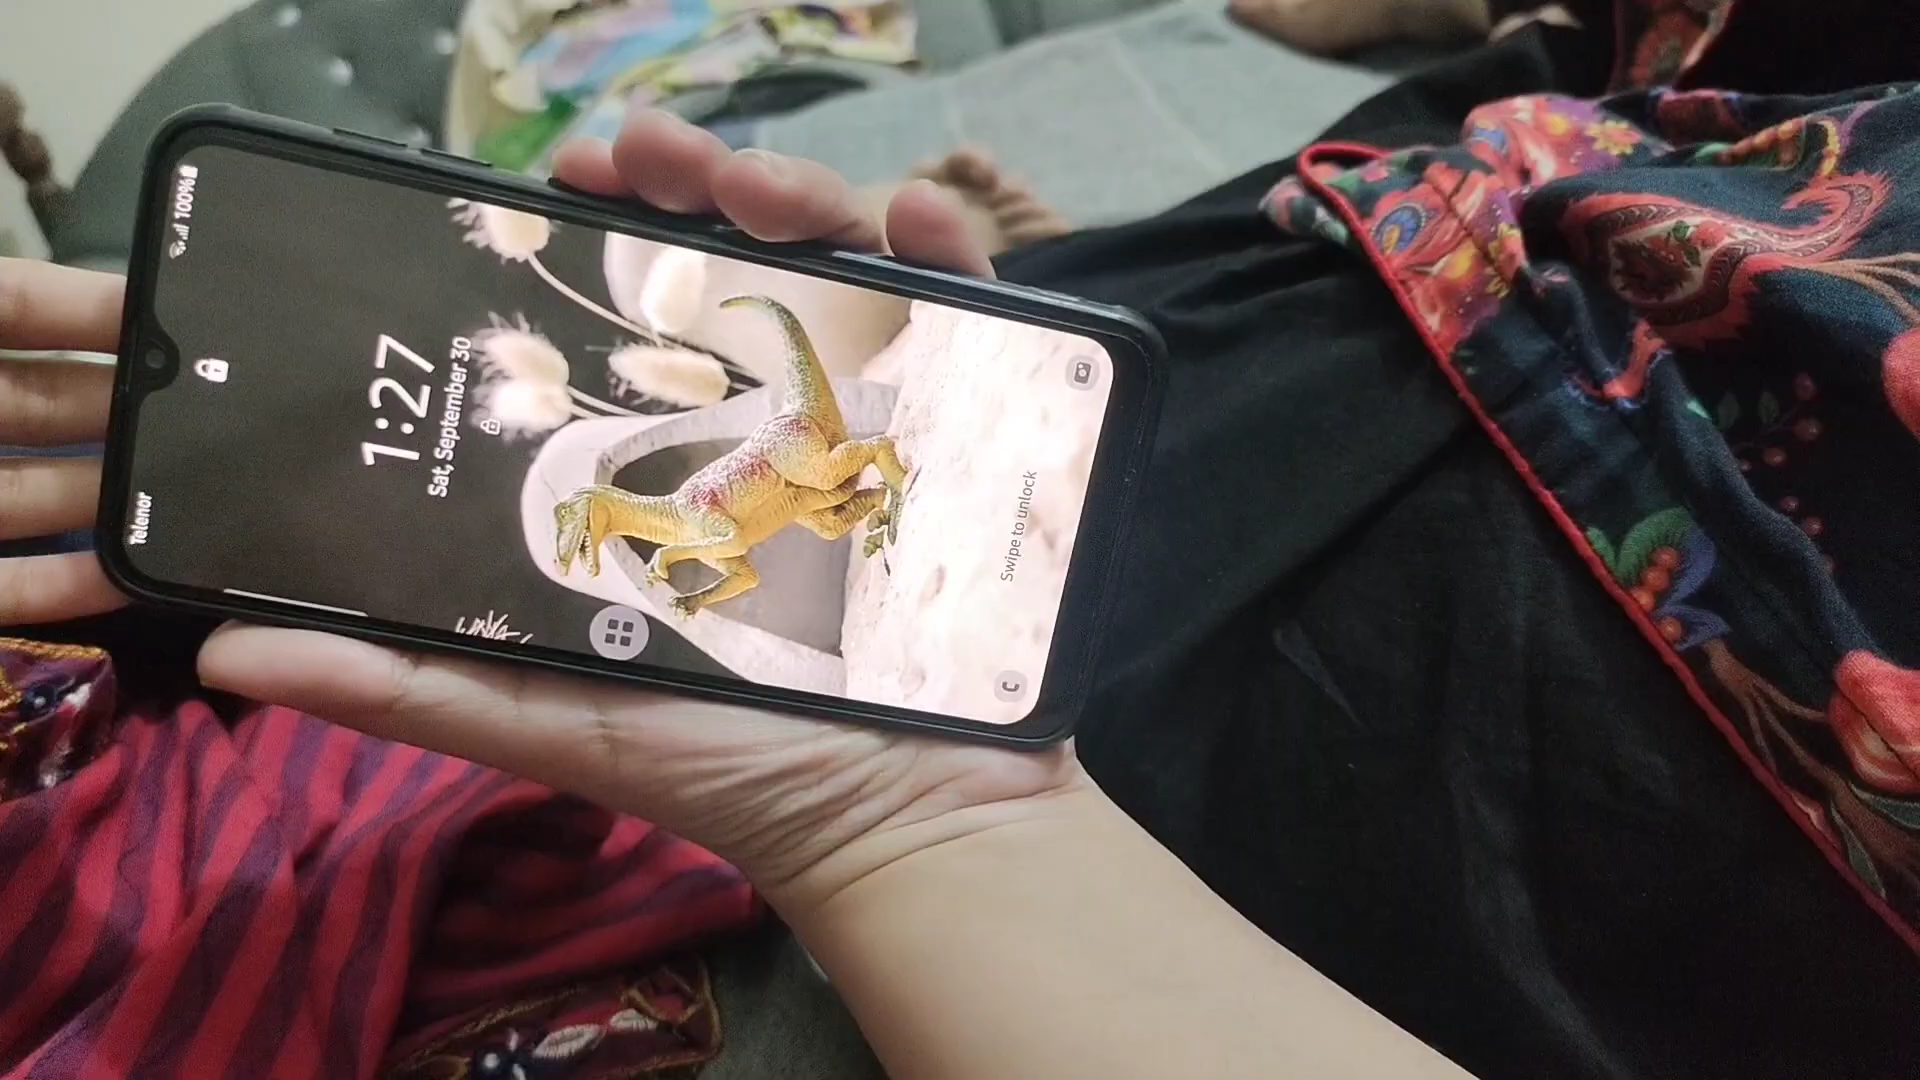 Telenor
100%
1:27
Sat, September 30
Swipe to unlock